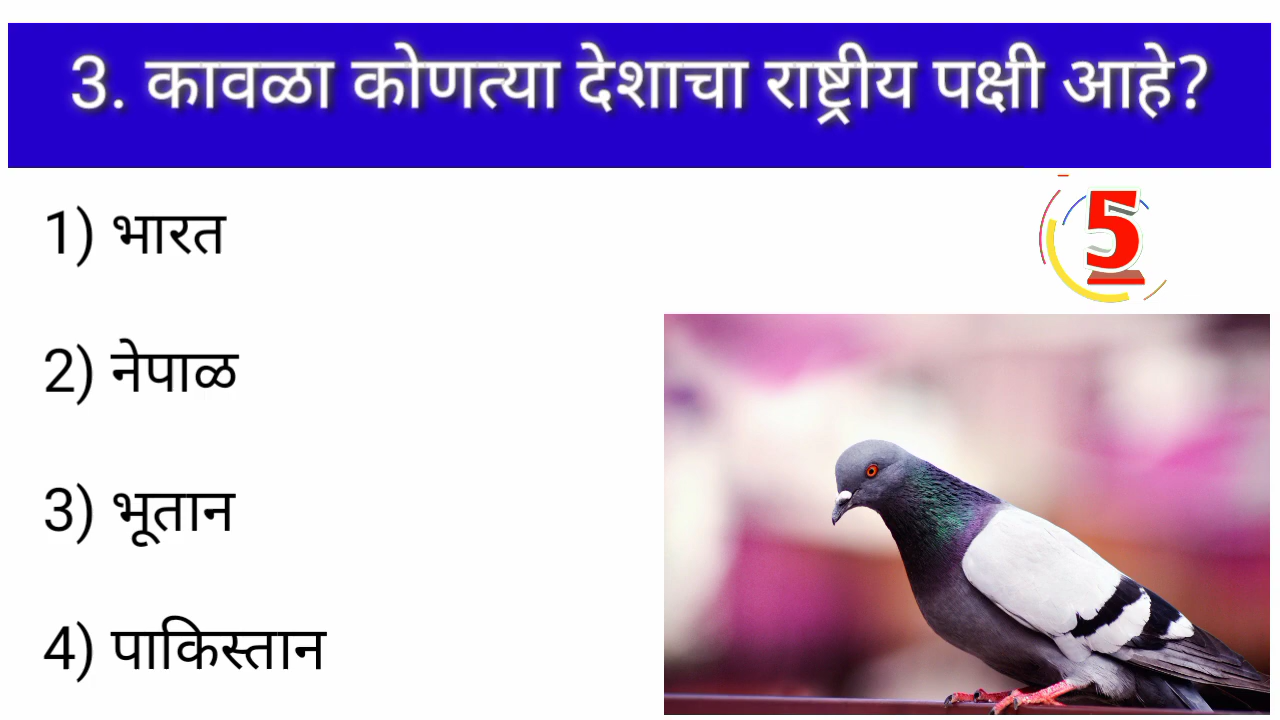 3. कावळा कोणत्या देशाचा राष्ट्रीय पक्षी आहे?
1) भारत
5
2) नेपाळ
3) भूतान
4) पाकिस्तान